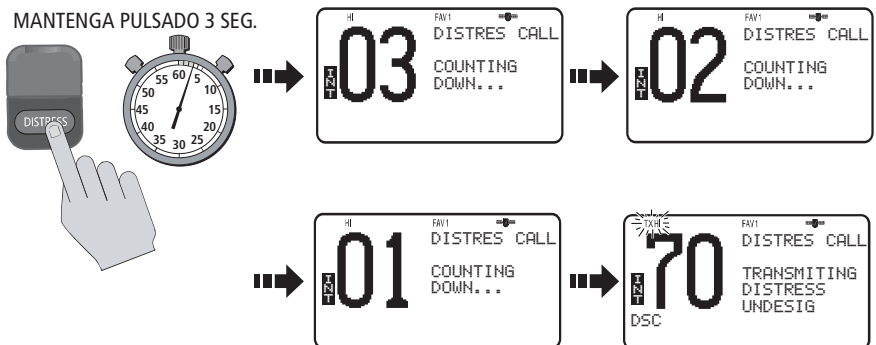 MANTENGA PULSADO 3 SEG.
DISTRESS
60
5
10
15
20
25
30
35
40
45
50
55
HI FAV1
INT
03
DISTRES CALL
COUNTING
DOWN...
HI FAV1
INT
02
DISTRES CALL
COUNTING
DOWN...
HI FAV1
INT
01
DISTRES CALL
COUNTING
DOWN...
TXHI FAV1
INT
70
DSC
DISTRES CALL
TRANSMITING
DISTRESS
UNDESIG